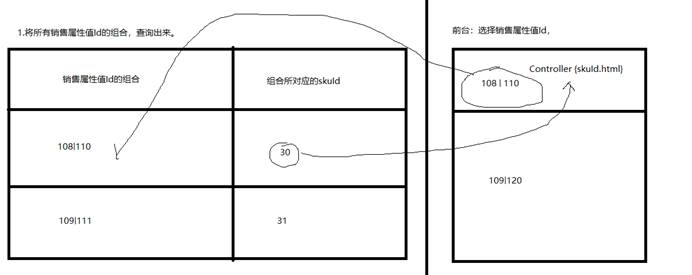 1.将所有销售属性值Id的组合，查询出来。
销售属性值Id的组合
组合所对应的skuId
108|110
30
109|111
31
前台：选择销售属性值Id,
108 | 110
Controller (skuId.html)
109|120